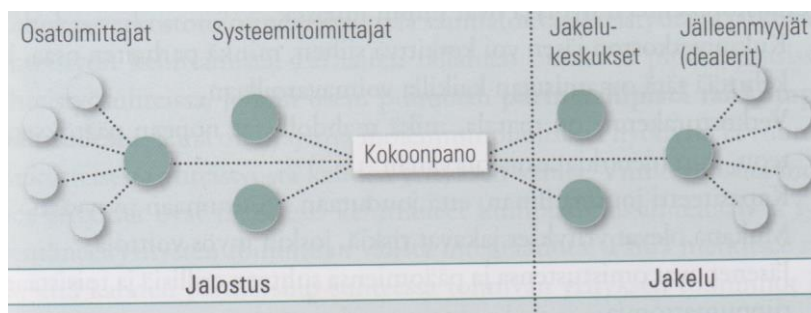 Osatoimittajat
Systeemitoimittajat
Jakelu-
keskukset
Jälleenmyyjät
(dealerit)
Kokoonpano
Jalostus
Jakelu